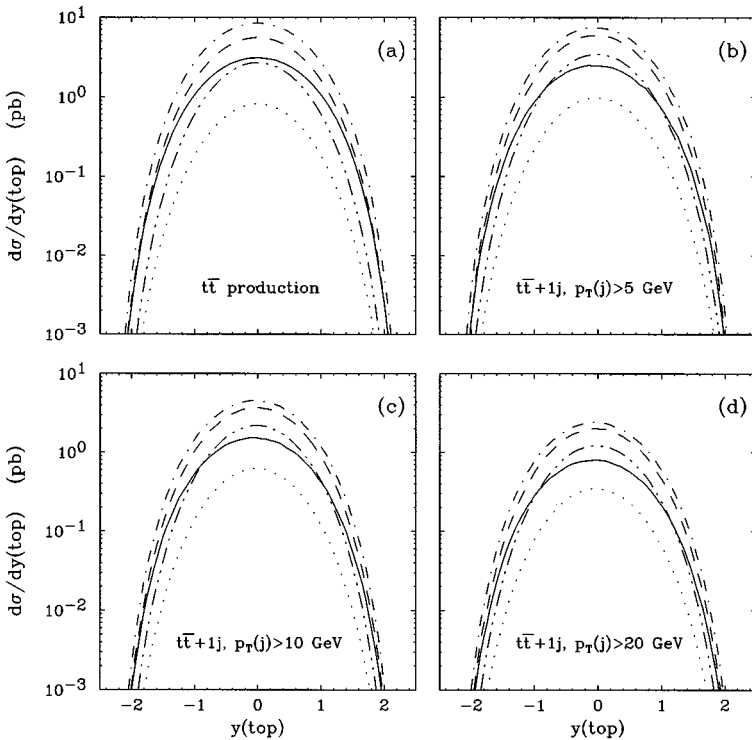 10¹
10⁰
10⁻¹
10⁻²
10⁻³
dσ/dy(top) (pb)
(a)
tt̅ production
(b)
tt̅+1j, p_T(j)>5 GeV
10¹
10⁰
10⁻¹
10⁻²
10⁻³
dσ/dy(top) (pb)
(c)
tt̅+1j, p_T(j)>10 GeV
(d)
tt̅+1j, p_T(j)>20 GeV
−2 −1 0 1 2
−2 −1 0 1 2
y(top)
y(top)